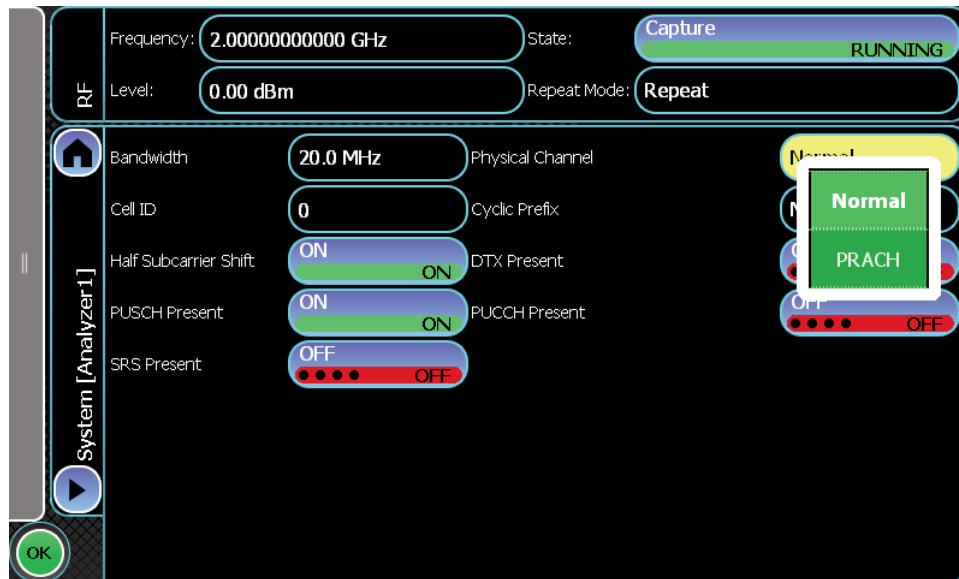 Frequency: 2.00000000000 GHz State: Capture RUNNING
RF Level: 0.00 dBm Repeat Mode: Repeat
System [Analyzer1]
Bandwidth 20.0 MHz Physical Channel Normal
Cell ID 0 Cyclic Prefix N
Normal
Half Subcarrier Shift ON ON DTX Present
PRACH
PUSCH Present ON ON PUCCH Present OFF OFF
SRS Present OFF OFF
OK